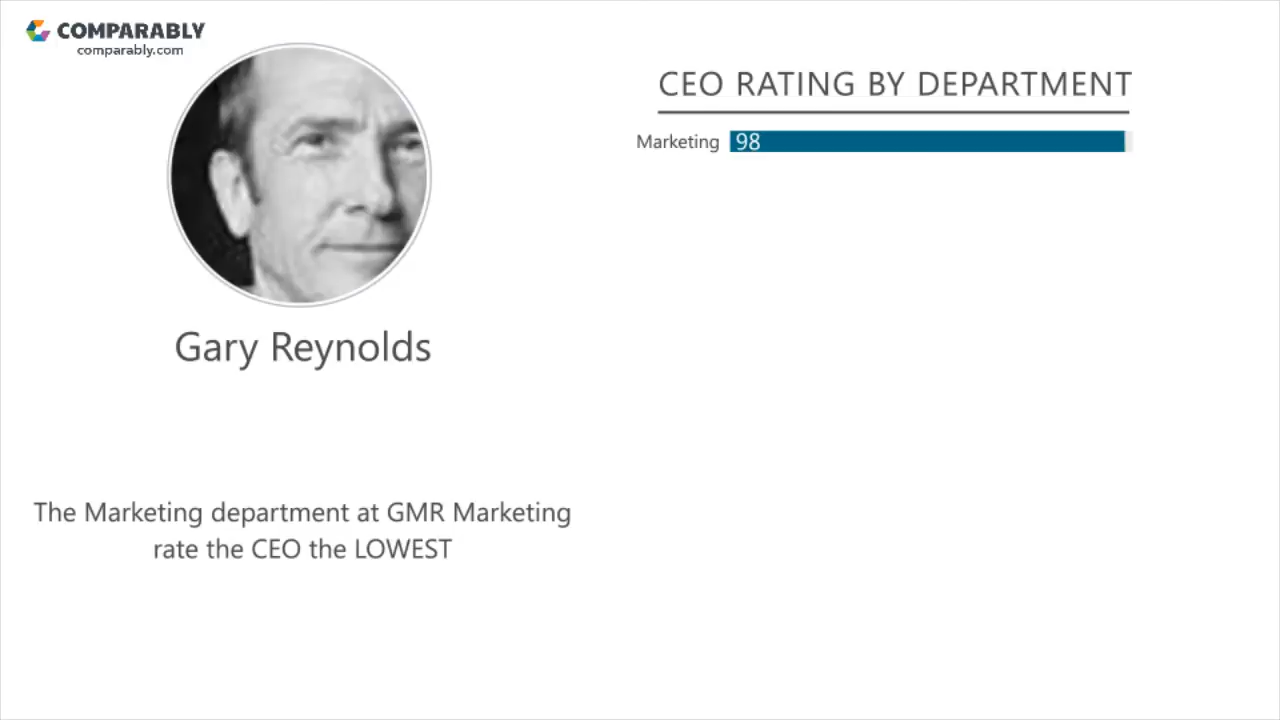 COMPARABLY
comparably.com
CEO RATING BY DEPARTMENT
Marketing 98
Gary Reynolds
The Marketing department at GMR Marketing
rate the CEO the LOWEST